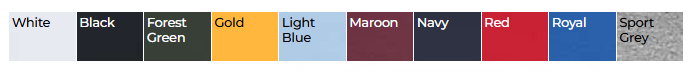 White
Black
Forest
Green
Gold
Light
Blue
Maroon
Navy
Red
Royal
Sport
Grey